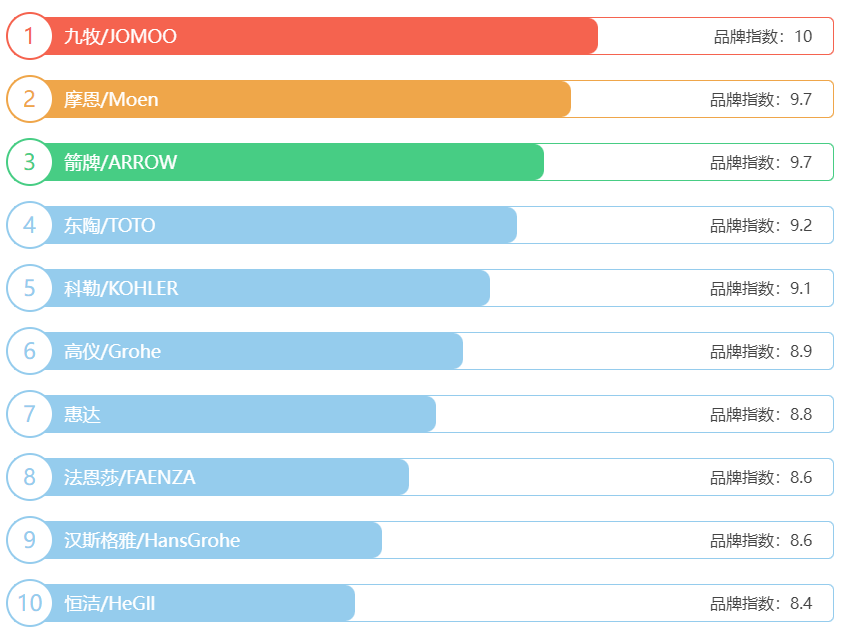 1 九牧/JOMOO 品牌指数：10
2 摩恩/Moen 品牌指数：9.7
3 箭牌/ARROW 品牌指数：9.7
4 东陶/TOTO 品牌指数：9.2
5 科勒/KOHLER 品牌指数：9.1
6 高仪/Grohe 品牌指数：8.9
7 惠达 品牌指数：8.8
8 法恩莎/FAENZA 品牌指数：8.6
9 汉斯格雅/HansGrohe 品牌指数：8.6
10 恒洁/HeGII 品牌指数：8.4